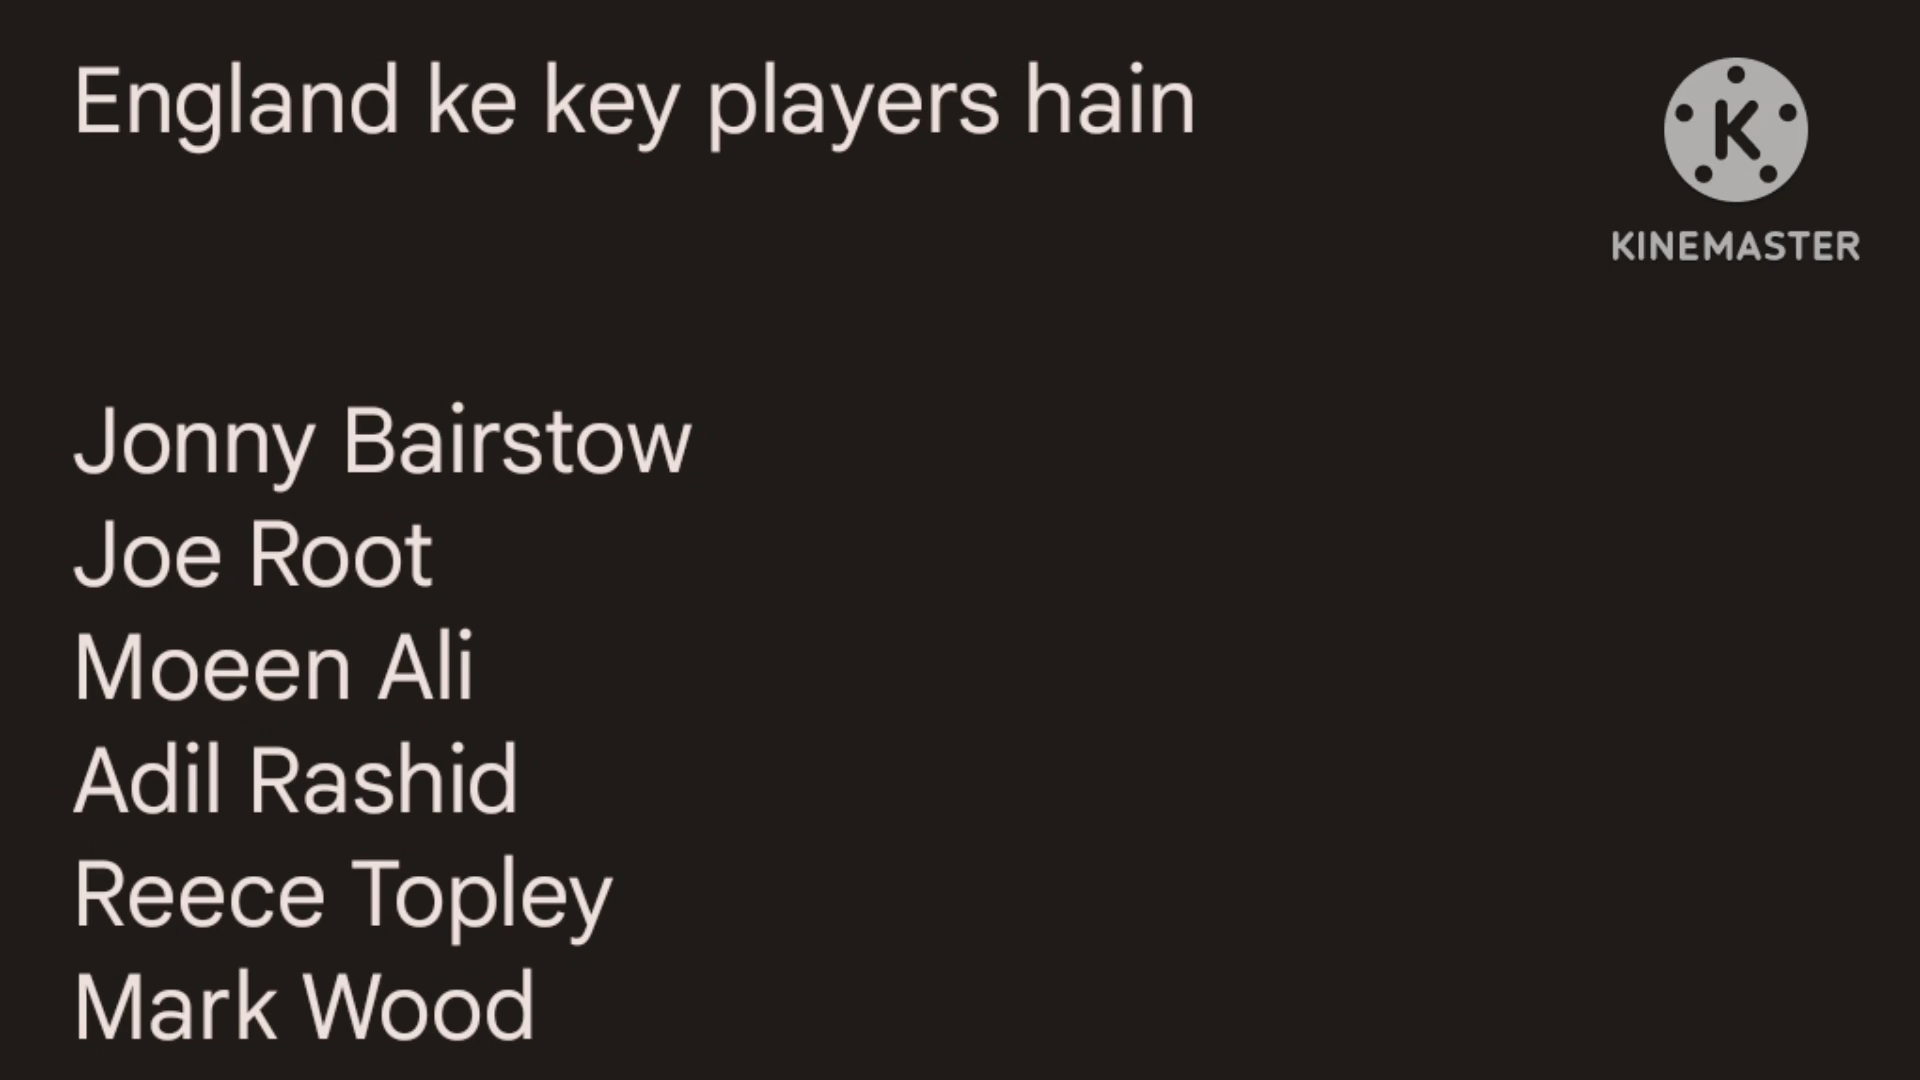 England ke key players hain
K
KINEMASTER
Jonny Bairstow
Joe Root
Moeen Ali
Adil Rashid
Reece Topley
Mark Wood